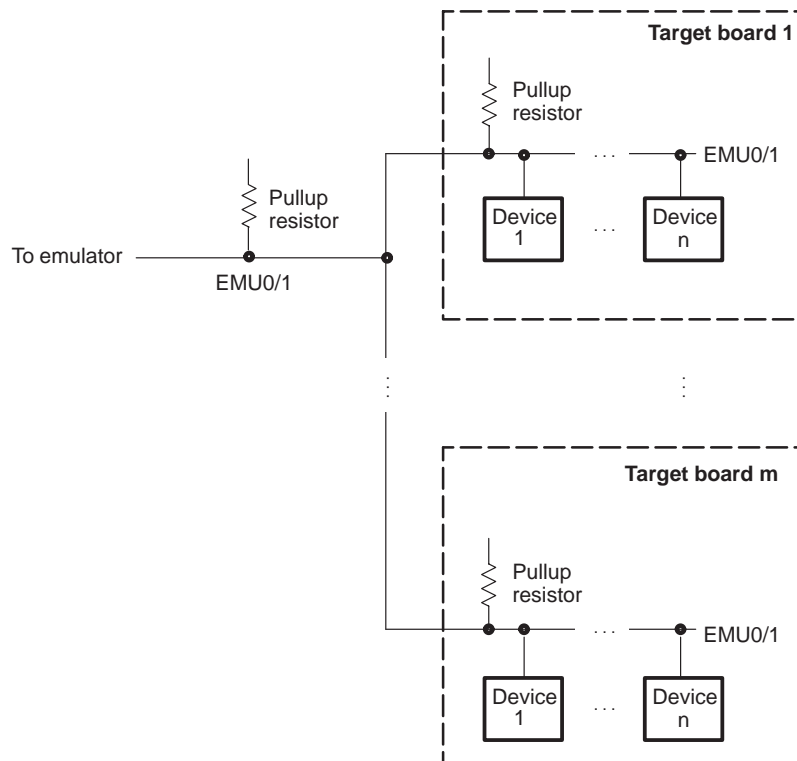 Target board 1
Pullup
resistor
EMU0/1
Device
1
. . .
Device
n
. . .
Pullup
resistor
To emulator
EMU0/1
. . .
. . .
Target board m
Pullup
resistor
. . .
EMU0/1
Device
1
. . .
Device
n